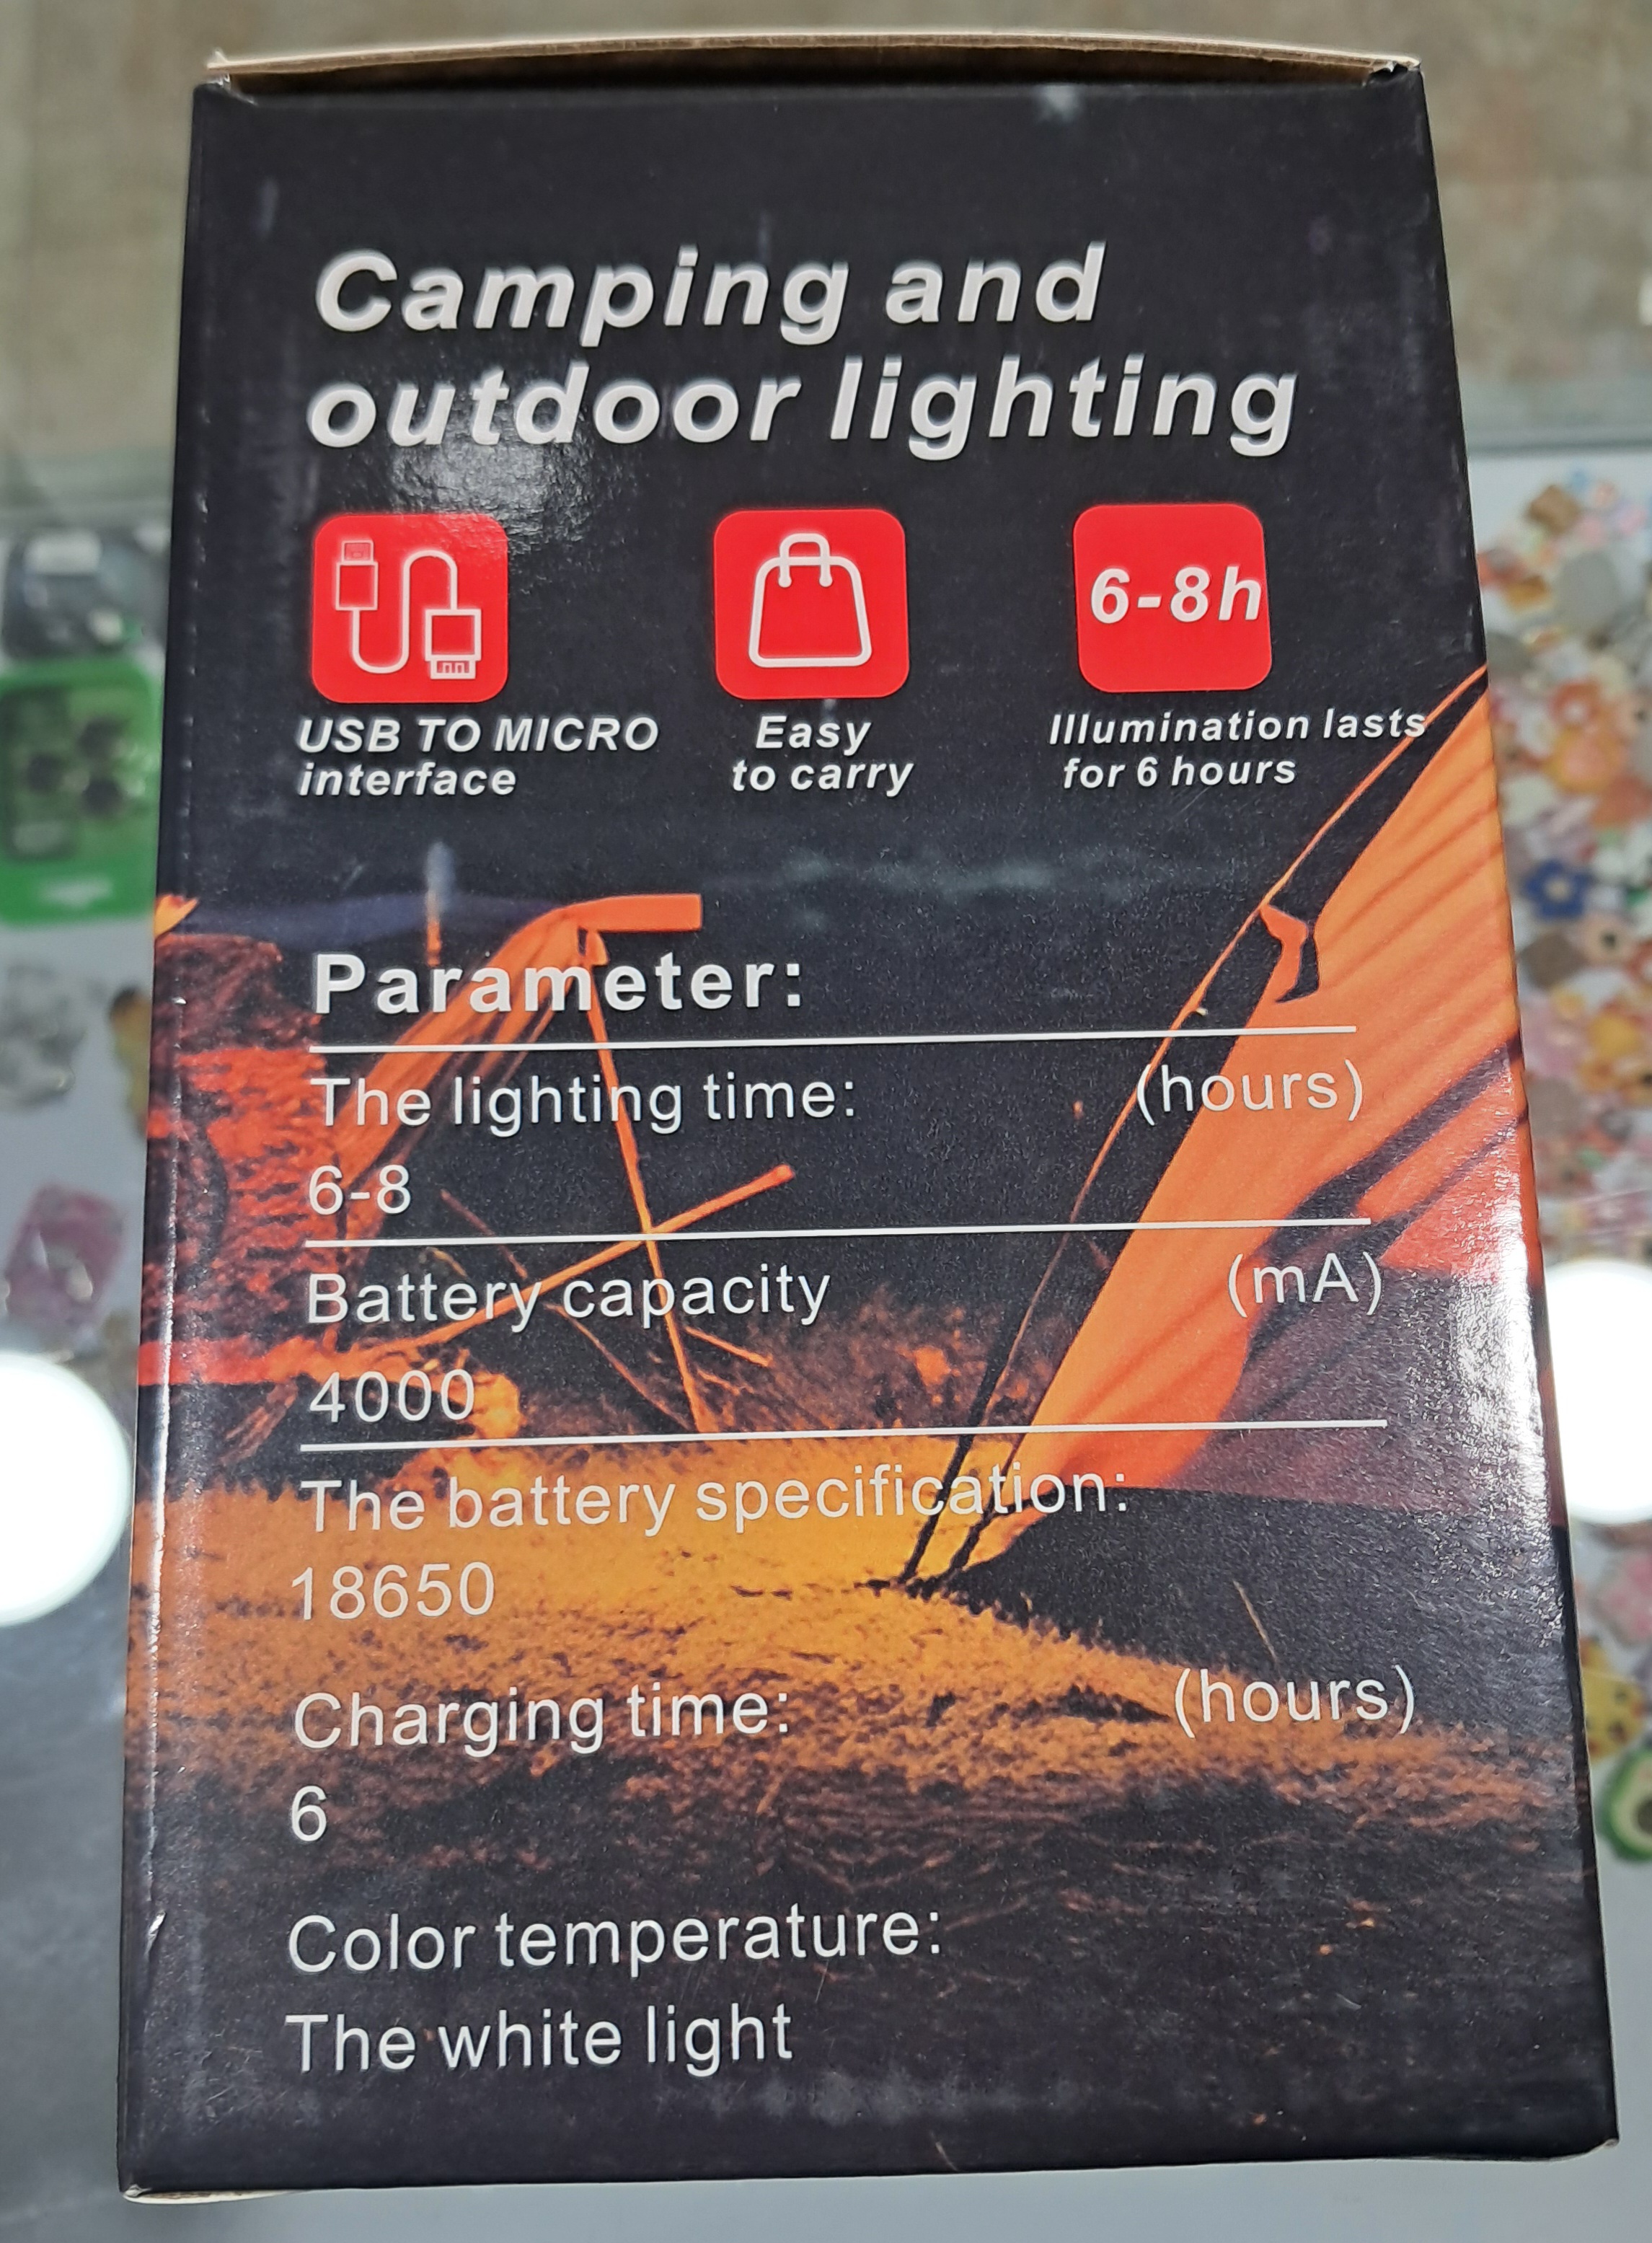 Camping and
outdoor lighting
6-8h
USB TO MICRO
interface
Easy
to carry
Illumination lasts
for 6 hours
Parameter:
The lighting time: (hours)
6-8
Battery capacity (mA)
4000
The battery specification:
18650
Charging time: (hours)
6
Color temperature:
The white light